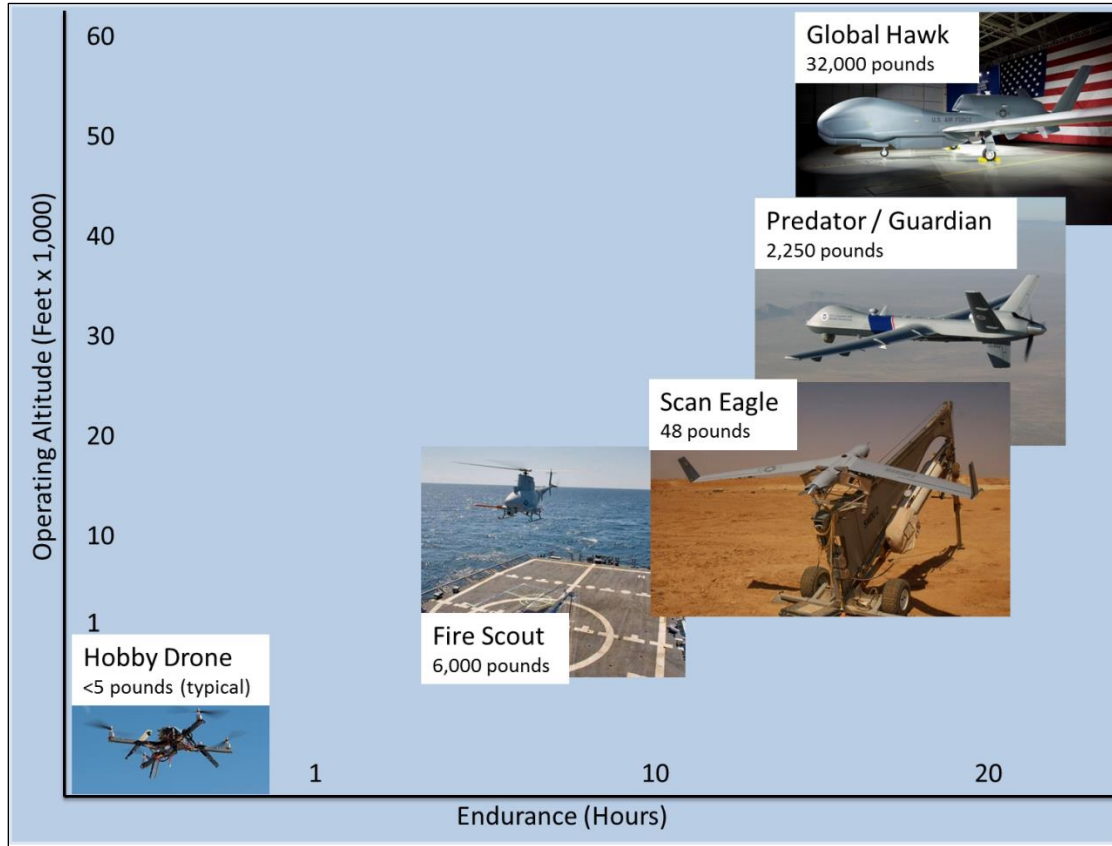 60
50
40
30
20
10
1
Operating Altitude (Feet x 1,000)
Global Hawk
32,000 pounds
U.S. AIR FORCE
Predator / Guardian
2,250 pounds
Scan Eagle
48 pounds
Fire Scout
6,000 pounds
Hobby Drone
<5 pounds (typical)
1 10 20
Endurance (Hours)